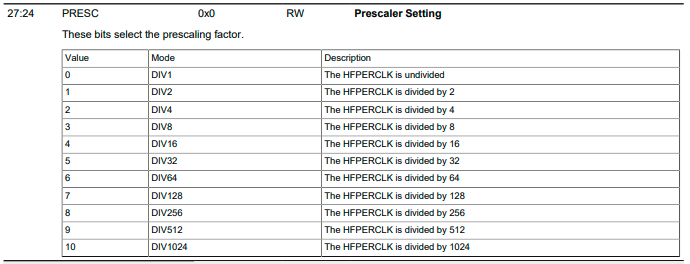 27:24 PRESC 0x0 RW Prescaler Setting
These bits select the prescaling factor.
Value Mode Description
0 DIV1 The HFPERCLK is undivided
1 DIV2 The HFPERCLK is divided by 2
2 DIV4 The HFPERCLK is divided by 4
3 DIV8 The HFPERCLK is divided by 8
4 DIV16 The HFPERCLK is divided by 16
5 DIV32 The HFPERCLK is divided by 32
6 DIV64 The HFPERCLK is divided by 64
7 DIV128 The HFPERCLK is divided by 128
8 DIV256 The HFPERCLK is divided by 256
9 DIV512 The HFPERCLK is divided by 512
10 DIV1024 The HFPERCLK is divided by 1024